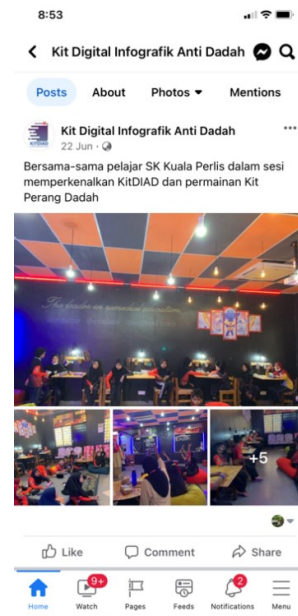 8:53
Kit Digital Infografik Anti Dadah
Posts About Photos Mentions
Kit Digital Infografik Anti Dadah
22 Jun ·
Bersama-sama pelajar SK Kuala Perlis dalam sesi
memperkenalkan KitDIAD dan permainan Kit
Perang Dadah
+5
Like Comment Share
9+ 2
Home Watch Pages Feeds Notifications Menu